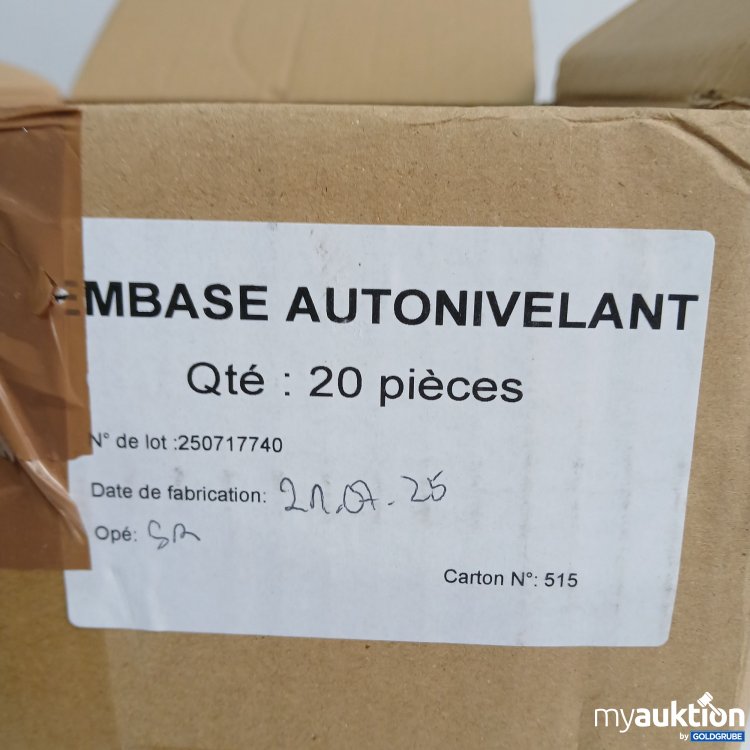 EMBASE AUTONIVELANT
Qté : 20 pièces
N° de lot :250717740
Date de fabrication: 21.07.25
Opé:
Carton N°: 515
myauktion
by GOLDGRUBE